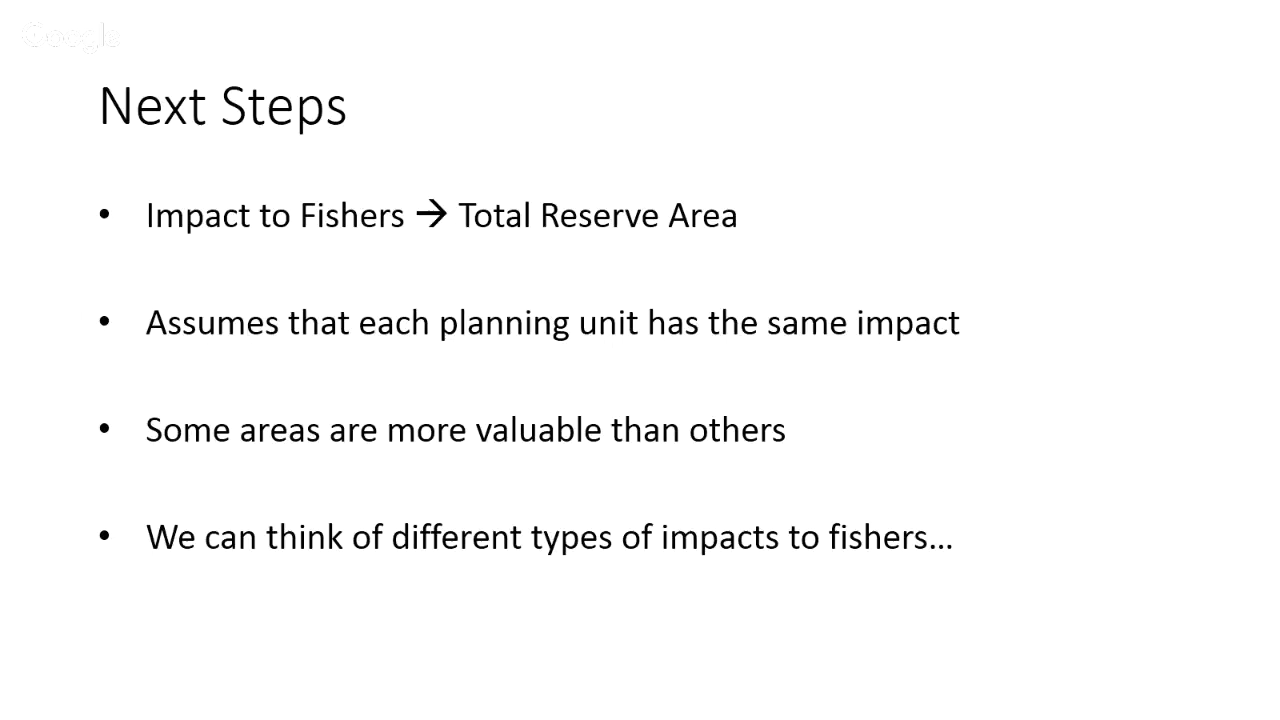 Google
Next Steps
• Impact to Fishers → Total Reserve Area
• Assumes that each planning unit has the same impact
• Some areas are more valuable than others
• We can think of different types of impacts to fishers...